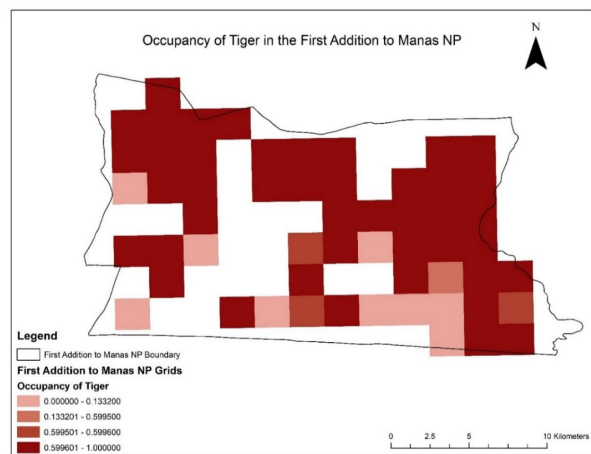 Occupancy of Tiger in the First Addition to Manas NP
N
Legend
First Addition to Manas NP Boundary
First Addition to Manas NP Grids
Occupancy of Tiger
0.000000 - 0.133200
0.133201 - 0.599500
0.599501 - 0.599600
0.599601 - 1.000000
0 2.5 5 10 Kilometers